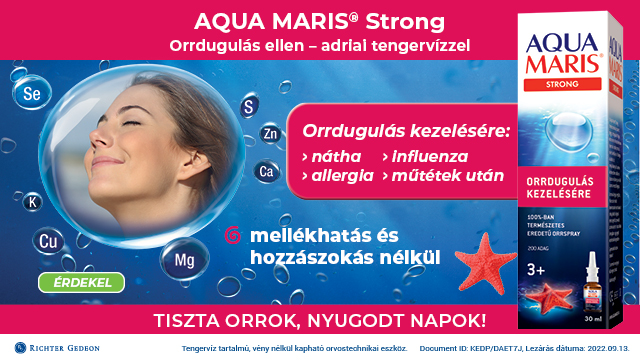 AQUA MARIS® Strong
Orrdugulás ellen – adriai tengervízzel
Se
S
Zn
Ca
K
Cu
Mg
Orrdugulás kezelésére:
› nátha › influenza
› allergia › műtétek után
mellékhatás és
hozzászokás nélkül
ÉRDEKEL
AQUA
MARIS®
STRONG
ORRDUGULÁS
KEZELÉSÉRE
100%-BAN
TERMÉSZETES
EREDETŰ ORRSPRAY
200 ADAG
3+
30 ml
TISZTA ORROK, NYUGODT NAPOK!
RICHTER GEDEON
Tengervíz tartalmú, vény nélkül kapható orvostechnikai eszköz.
Document ID: KEDP/DAET7J, Lezárás dátuma: 2022.09.13.